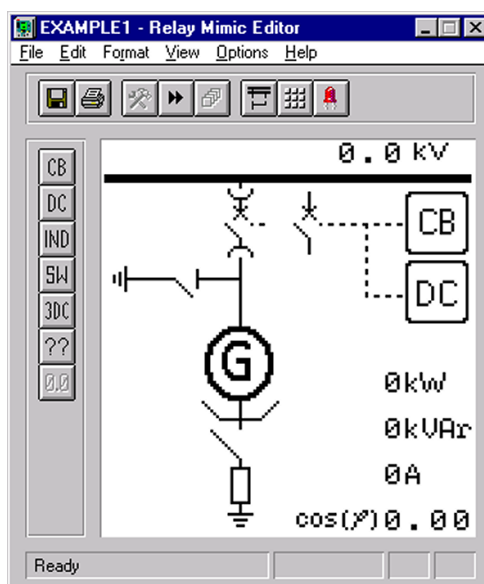 EXAMPLE1 - Relay Mimic Editor
File Edit Format View Options Help
CB
DC
IND
SW
3DC
??
0.0
0.0 kV
CB
DC
G
0kW
0kVAr
0A
cos(φ)0.00
Ready